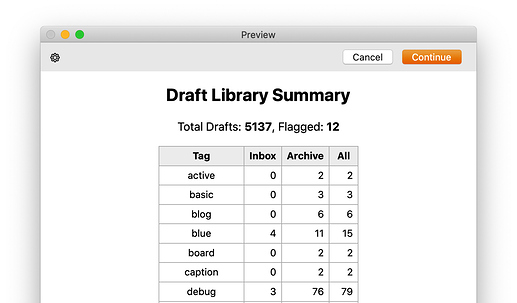 Preview
Cancel Continue
Draft Library Summary
Total Drafts: 5137, Flagged: 12
Tag Inbox Archive All
active 0 2 2
basic 0 3 3
blog 0 6 6
blue 4 11 15
board 0 2 2
caption 0 2 2
debug 3 76 79